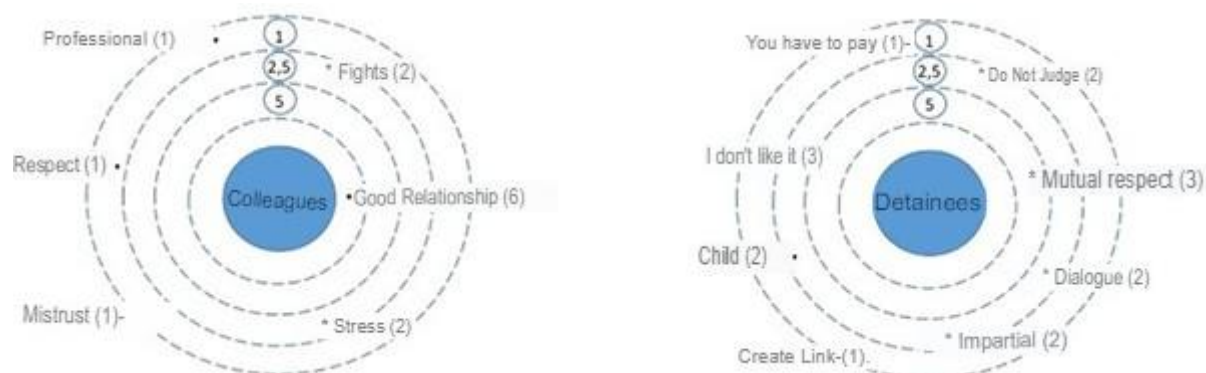 Professional (1)
1
2,5
* Fights (2)
5
Respect (1)
Colleagues
Good Relationship (6)
Mistrust (1)-
* Stress (2)
You have to pay (1)-
1
2,5
* Do Not Judge (2)
5
I don't like it (3)
* Mutual respect (3)
Detainees
Child (2)
* Dialogue (2)
* Impartial (2)
Create Link-(1).